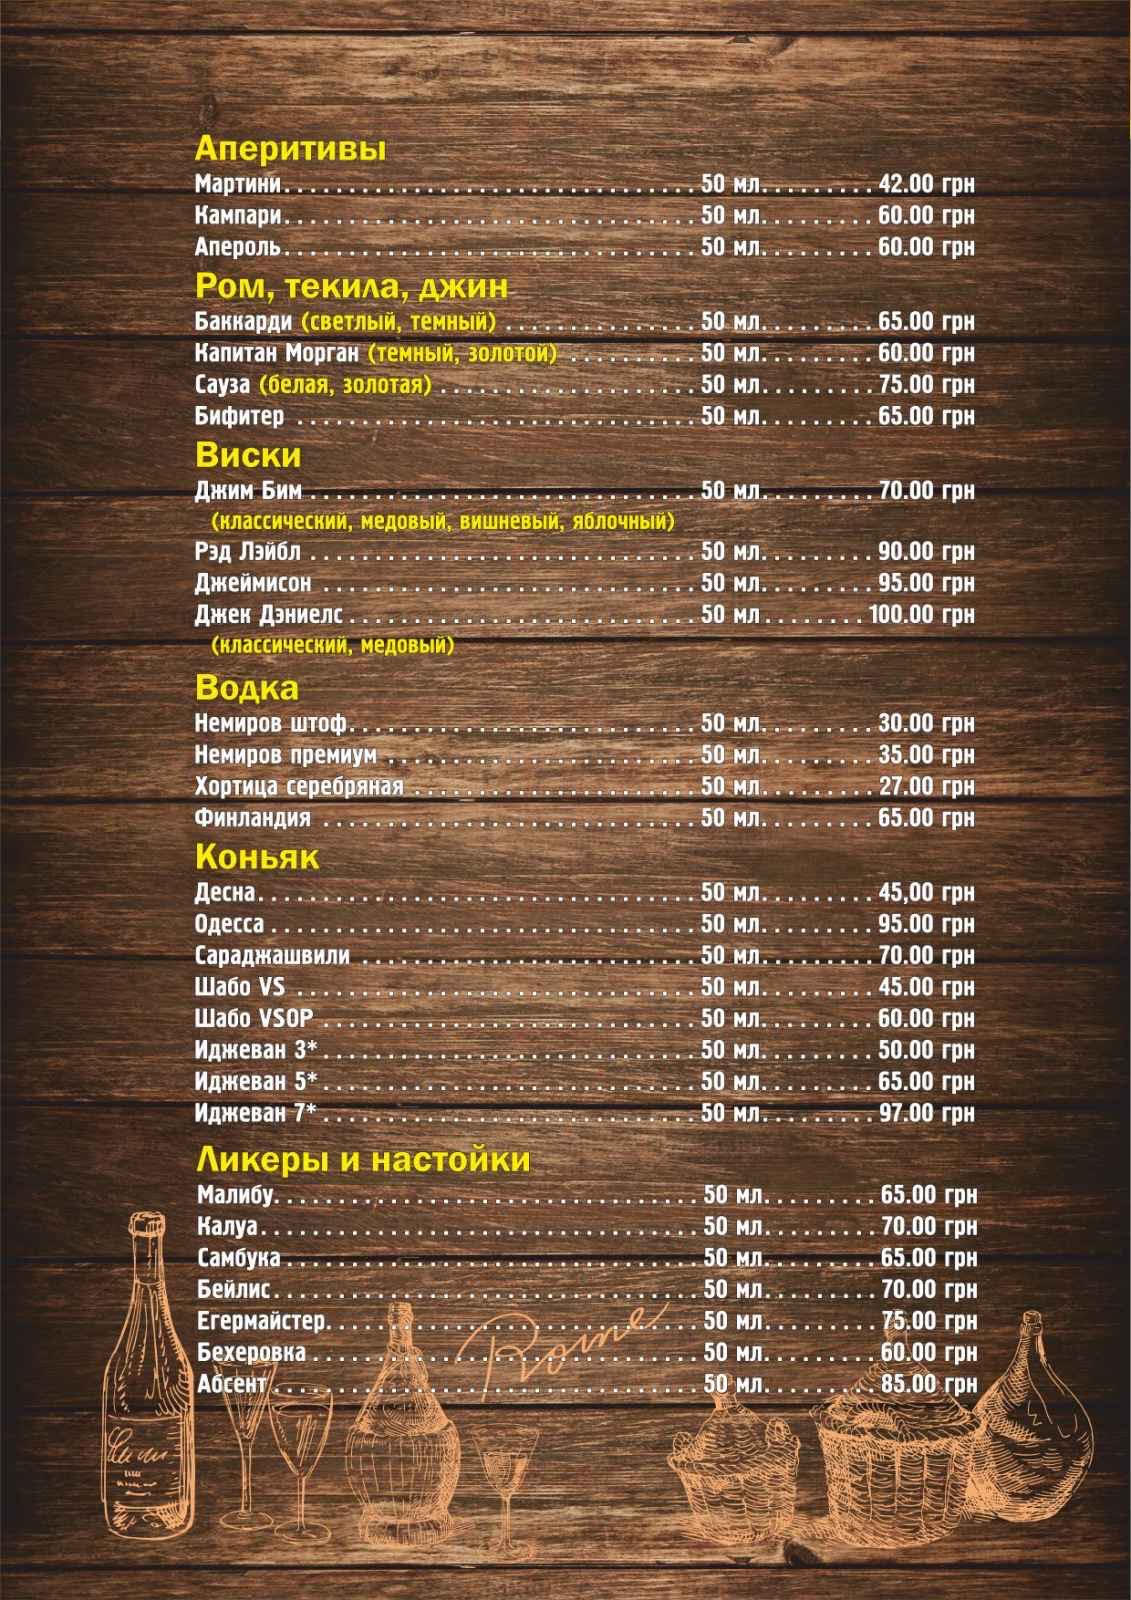 Аперитивы
Мартини 50 мл 42.00 грн
Кампари 50 мл 60.00 грн
Апероль 50 мл 60.00 грн
Ром, текила, джин
Баккарди (светлый, темный) 50 мл 65.00 грн
Капитан Морган (темный, золотой) 50 мл 60.00 грн
Сауза (белая, золотая) 50 мл 75.00 грн
Бифитер 50 мл 65.00 грн
Виски
Джим Бим 50 мл 70.00 грн
(классический, медовый, вишневый, яблочный)
Рэд Лэйбл 50 мл 90.00 грн
Джеймисон 50 мл 95.00 грн
Джек Дэниелс 50 мл 100.00 грн
(классический, медовый)
Водка
Немиров штоф 50 мл 30.00 грн
Немиров премиум 50 мл 35.00 грн
Хортица серебряная 50 мл 27.00 грн
Финландия 50 мл 65.00 грн
Коньяк
Десна 50 мл 45,00 грн
Одесса 50 мл 95.00 грн
Сараджашвили 50 мл 70.00 грн
Шабо VS 50 мл 45.00 грн
Шабо VSOP 50 мл 60.00 грн
Иджеван 3* 50 мл 50.00 грн
Иджеван 5* 50 мл 65.00 грн
Иджеван 7* 50 мл 97.00 грн
Ликеры и настойки
Малибу 50 мл 65.00 грн
Калуа 50 мл 70.00 грн
Самбука 50 мл 65.00 грн
Бейлис 50 мл 70.00 грн
Егермайстер 50 мл 75.00 грн
Бехеровка 50 мл 60.00 грн
Абсент 50 мл 85.00 грн
Rome